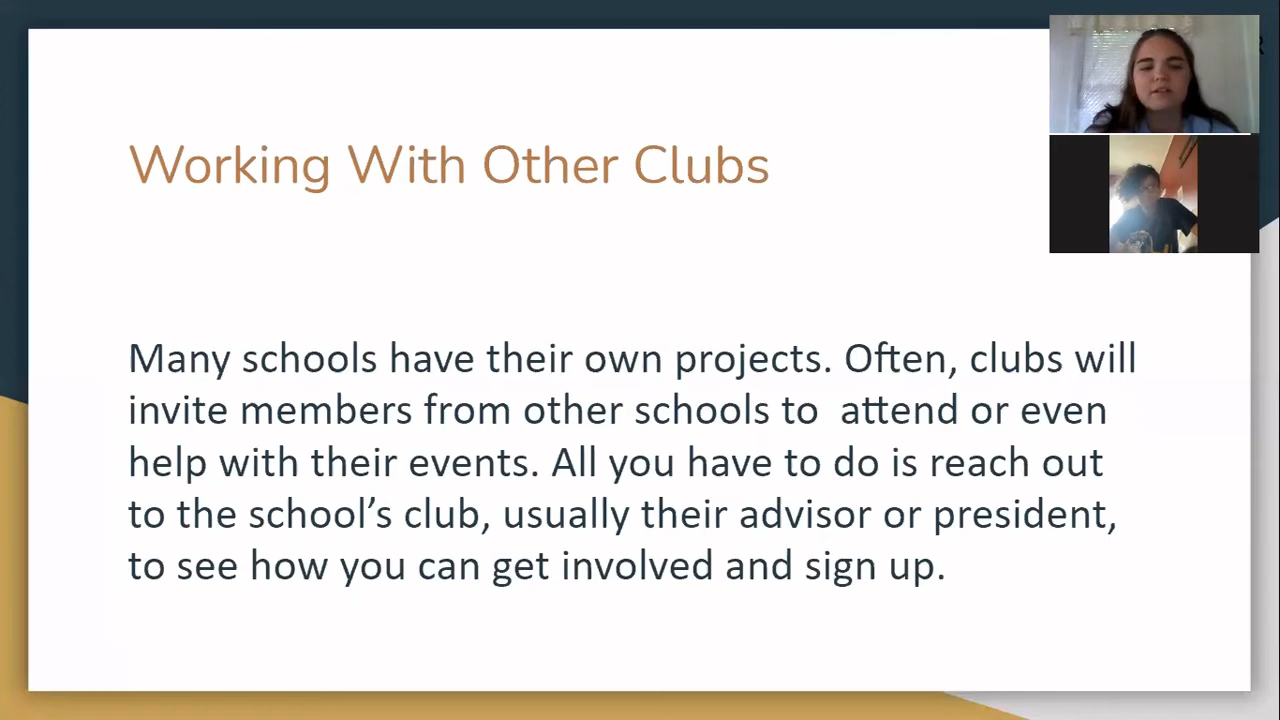 Working With Other Clubs
Many schools have their own projects. Often, clubs will
invite members from other schools to  attend or even
help with their events. All you have to do is reach out
to the school’s club, usually their advisor or president,
to see how you can get involved and sign up.